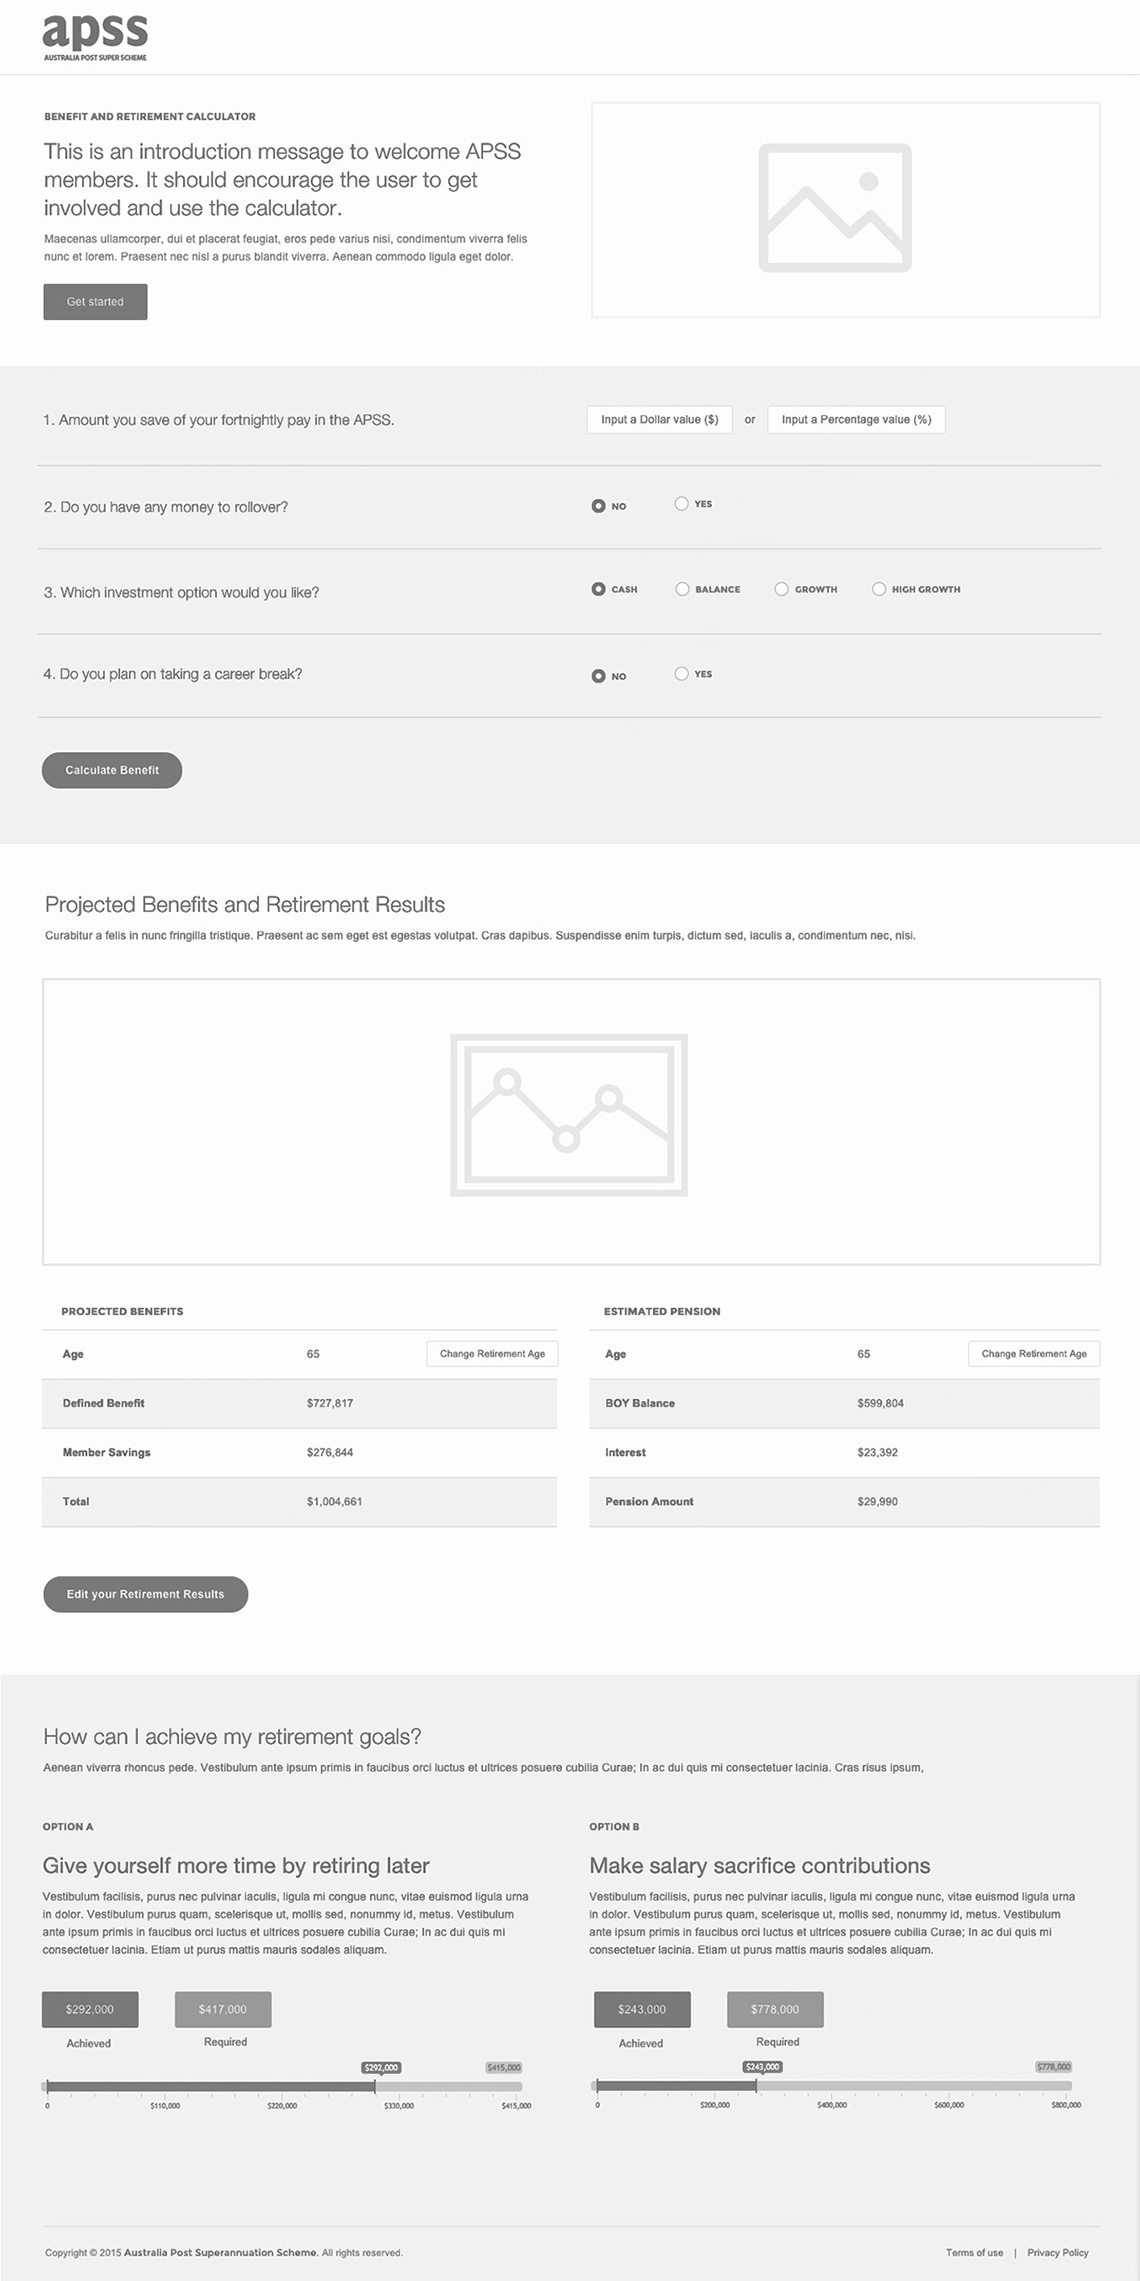 apss
AUSTRALIA POST SUPER SCHEME
BENEFIT AND RETIREMENT CALCULATOR
This is an introduction message to welcome APSS
members. It should encourage the user to get
involved and use the calculator.
Maecenas ullamcorper, dui et placerat feugiat, eros pede varius nisi, condimentum viverra felis
nunc et lorem. Praesent nec nisl a purus blandit viverra. Aenean commodo ligula eget dolor.
Get started
1. Amount you save of your fortnightly pay in the APSS.
Input a Dollar value ($) or Input a Percentage value (%)
2. Do you have any money to rollover?
NO YES
3. Which investment option would you like?
CASH BALANCE GROWTH HIGH GROWTH
4. Do you plan on taking a career break?
NO YES
Calculate Benefit
Projected Benefits and Retirement Results
Curabitur a felis in nunc fringilla tristique. Praesent ac sem eget est egestas volutpat. Cras dapibus. Suspendisse enim turpis, dictum sed, iaculis a, condimentum nec, nisi.
PROJECTED BENEFITS
Age 65 Change Retirement Age
Defined Benefit $727,817
Member Savings $276,844
Total $1,004,661
ESTIMATED PENSION
Age 65 Change Retirement Age
BOY Balance $599,804
Interest $23,392
Pension Amount $29,990
Edit your Retirement Results
How can I achieve my retirement goals?
Aenean viverra rhoncus pede. Vestibulum ante ipsum primis in faucibus orci luctus et ultrices posuere cubilia Curae; In ac dui quis mi consectetuer lacinia. Cras risus ipsum,
OPTION A
Give yourself more time by retiring later
Vestibulum facilisis, purus nec pulvinar iaculis, ligula mi congue nunc, vitae euismod ligula urna
in dolor. Vestibulum purus quam, scelerisque ut, mollis sed, nonummy id, metus. Vestibulum
ante ipsum primis in faucibus orci luctus et ultrices posuere cubilia Curae; In ac dui quis mi
consectetuer lacinia. Etiam ut purus mattis mauris sodales aliquam.
$292,000 $417,000
Achieved Required
$292,000 $415,000
0 $110,000 $220,000 $330,000 $415,000
OPTION B
Make salary sacrifice contributions
Vestibulum facilisis, purus nec pulvinar iaculis, ligula mi congue nunc, vitae euismod ligula urna
in dolor. Vestibulum purus quam, scelerisque ut, mollis sed, nonummy id, metus. Vestibulum
ante ipsum primis in faucibus orci luctus et ultrices posuere cubilia Curae; In ac dui quis mi
consectetuer lacinia. Etiam ut purus mattis mauris sodales aliquam.
$243,000 $778,000
Achieved Required
$243,000 $778,000
0 $200,000 $400,000 $600,000 $800,000
Copyright © 2015 Australia Post Superannuation Scheme. All rights reserved.
Terms of use | Privacy Policy